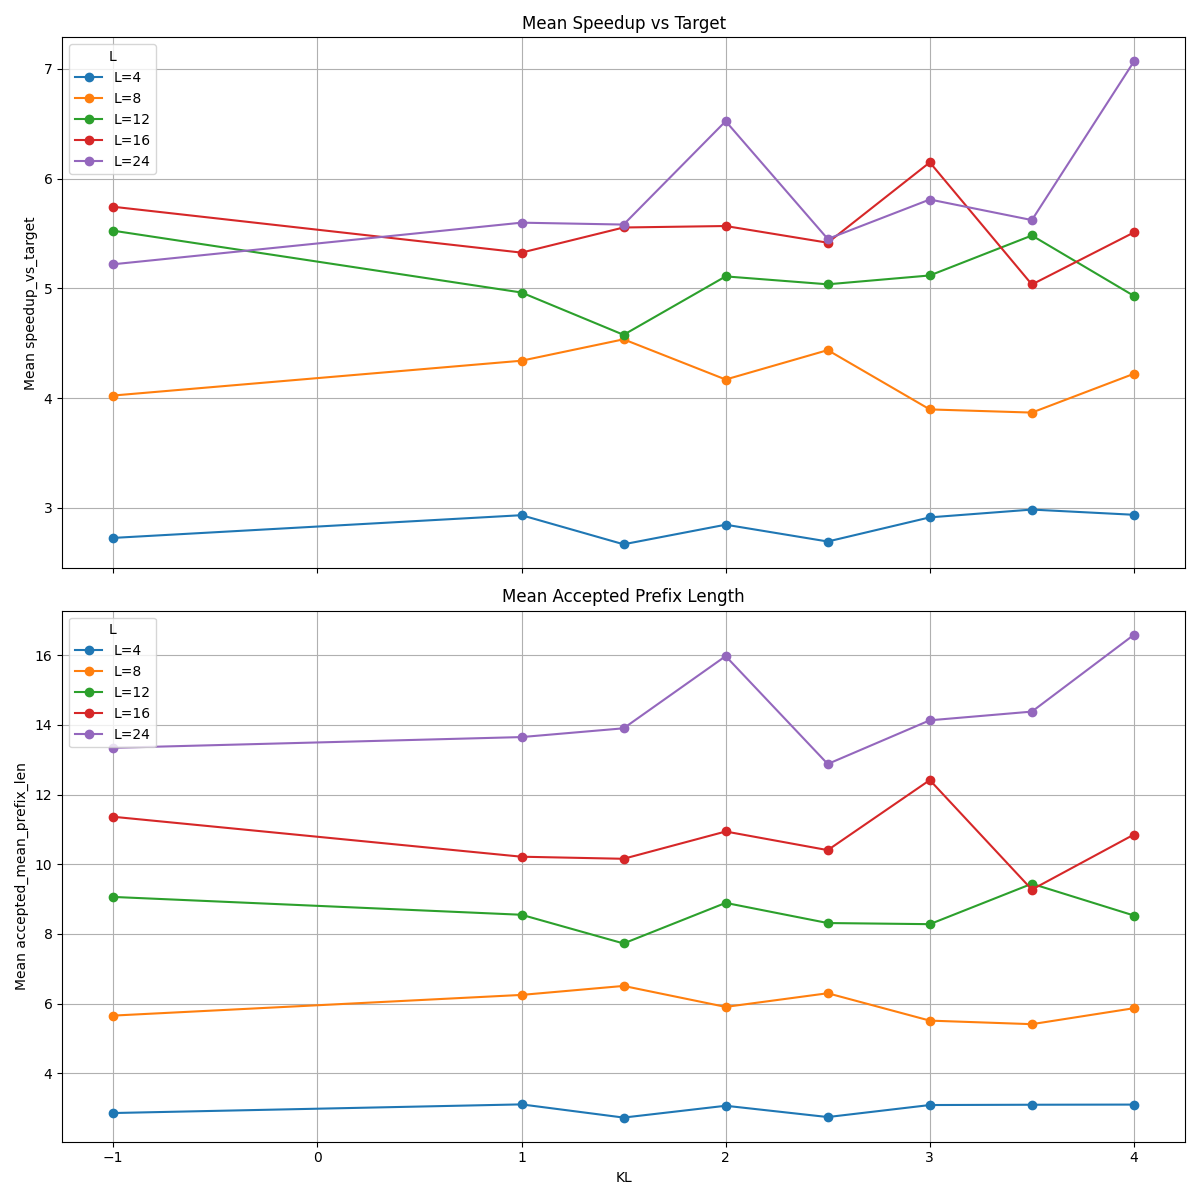 Mean Speedup vs Target
L
L=4
L=8
L=12
L=16
L=24
7
6
5
4
3
Mean speedup_vs_target
Mean Accepted Prefix Length
L
L=4
L=8
L=12
L=16
L=24
16
14
12
10
8
6
4
Mean accepted_mean_prefix_len
−1 0 1 2 3 4
KL